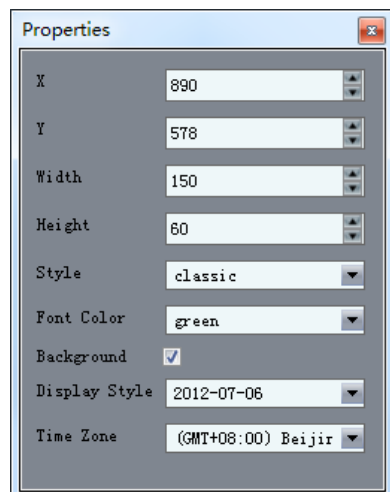 Properties
X 890
Y 578
Width 150
Height 60
Style classic
Font Color green
Background
Display Style 2012-07-06
Time Zone (GMT+08:00) Beijir